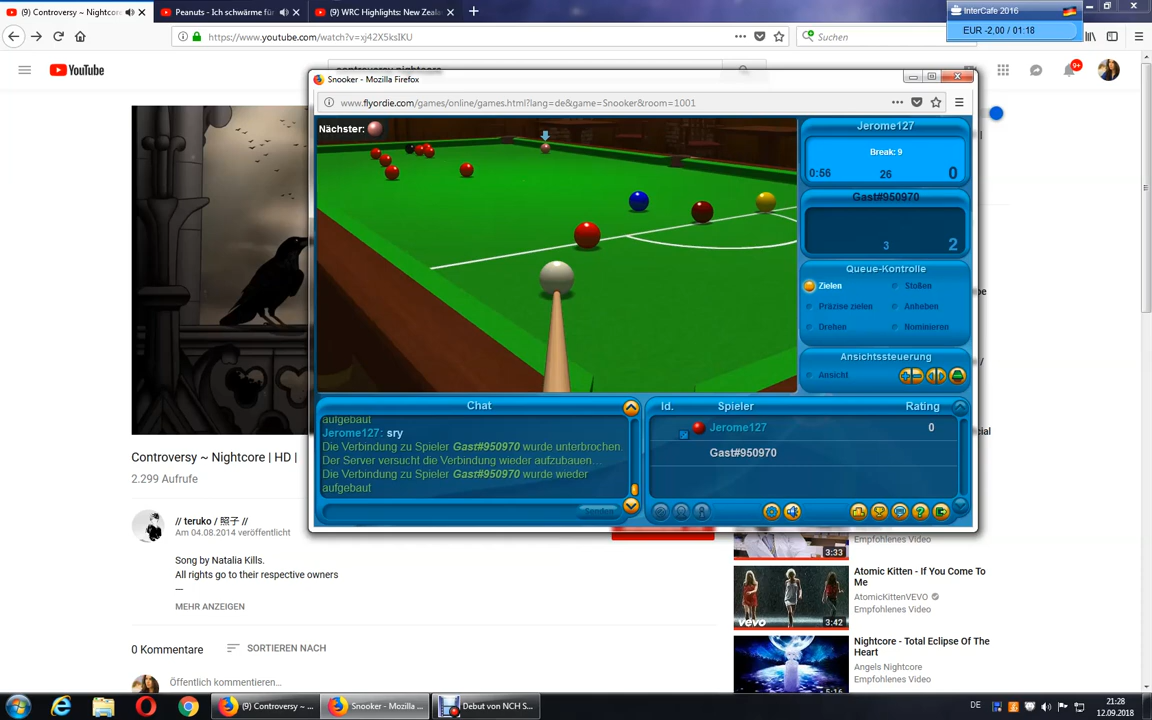 (9) Controversy ~ Nightcore
Peanuts - Ich schwärme für
WRC Highlights: New Zeal
InterCafe 2016
EUR -2,00 / 01:18
https://www.youtube.com/watch?v=xj42X5ksIKU
Suchen
YouTube
controversy nightcore
9+
Snooker - Mozilla Firefox
www.flyordie.com/games/online/games.html?lang=de&game=Snooker&room=1001
Nächster:
Jerome127
Break: 9
0:56
26
0
Gast#950970
3
2
Queue-Kontrolle
Zielen
Stoßen
Präzise zielen
Anheben
Drehen
Nominieren
Ansichtssteuerung
Ansicht
Chat
aufgebaut
Jerome127: sry
Die Verbindung zu Spieler Gast#950970 wurde unterbrochen.
Der Server versucht die Verbindung wieder aufzubauen...
Die Verbindung zu Spieler Gast#950970 wurde wieder
aufgebaut
Id.
Spieler
Rating
Jerome127
0
Gast#950970
Controversy ~ Nightcore | HD |
2.299 Aufrufe
// teruko / 照子 //
Am 04.08.2014 veröffentlicht
Song by Natalia Kills.
All rights go to their respective owners
---
MEHR ANZEIGEN
0 Kommentare
SORTIEREN NACH
Öffentlich kommentieren...
3:33
Empfohlenes Video
vevo
3:42
Atomic Kitten - If You Come To
Me
AtomicKittenVEVO
Empfohlenes Video
5:16
Nightcore - Total Eclipse Of The
Heart
Angels Nightcore
Empfohlenes Video
(9) Controversy ~ ...
Snooker - Mozilla ...
Debut von NCH S...
DE
21:28
12.09.2018